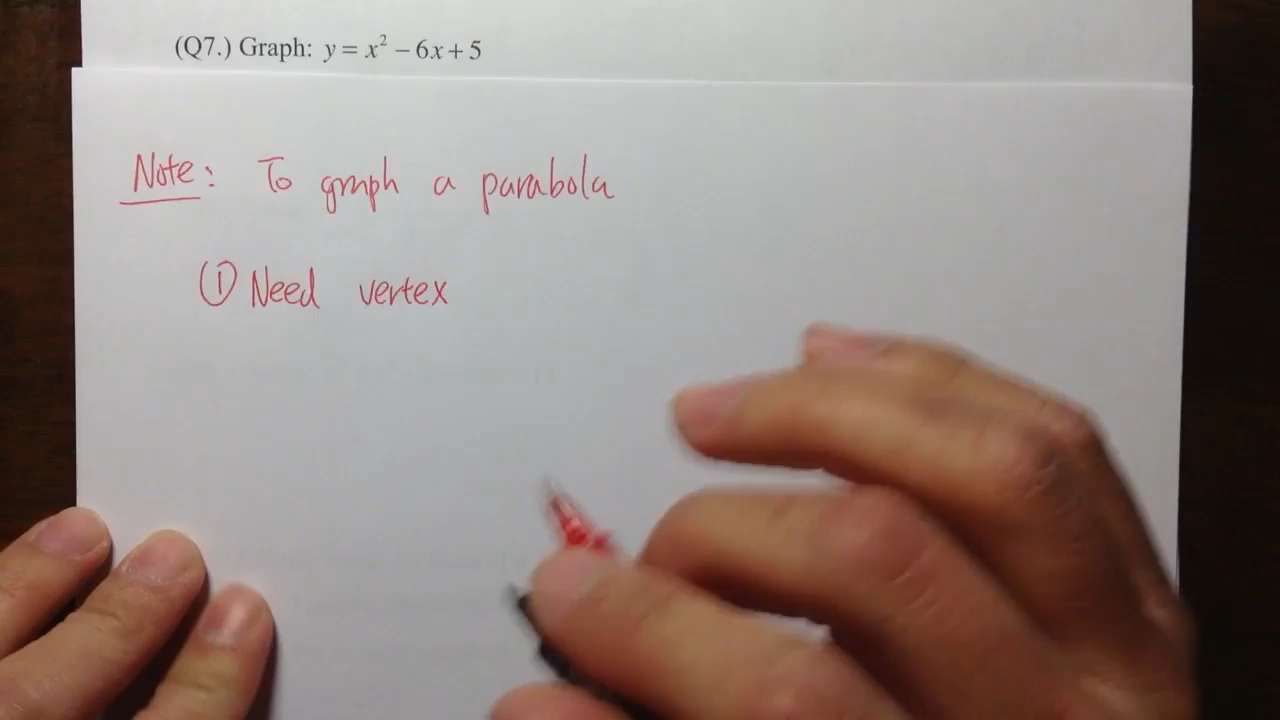 (Q7.) Graph: y = x² − 6x + 5
Note: To graph a parabola
① Need vertex